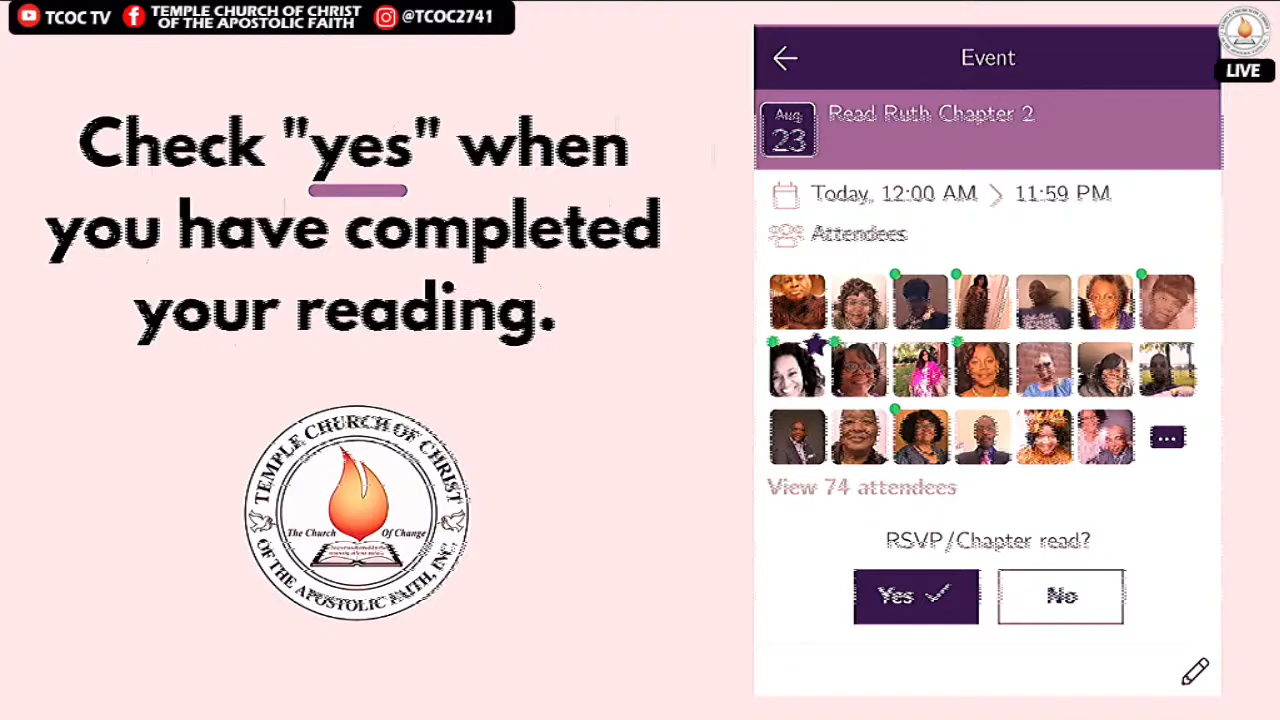 TCOC TV
TEMPLE CHURCH OF CHRIST
OF THE APOSTOLIC FAITH
@TCOC2741
LIVE
Check "yes" when
you have completed
your reading.
TEMPLE CHURCH OF CHRIST
The Church Of Change
OF THE APOSTOLIC FAITH, INC.
Event
Aug
23
Read Ruth Chapter 2
Today, 12:00 AM > 11:59 PM
Attendees
...
View 74 attendees
RSVP/Chapter read?
Yes ✓
No